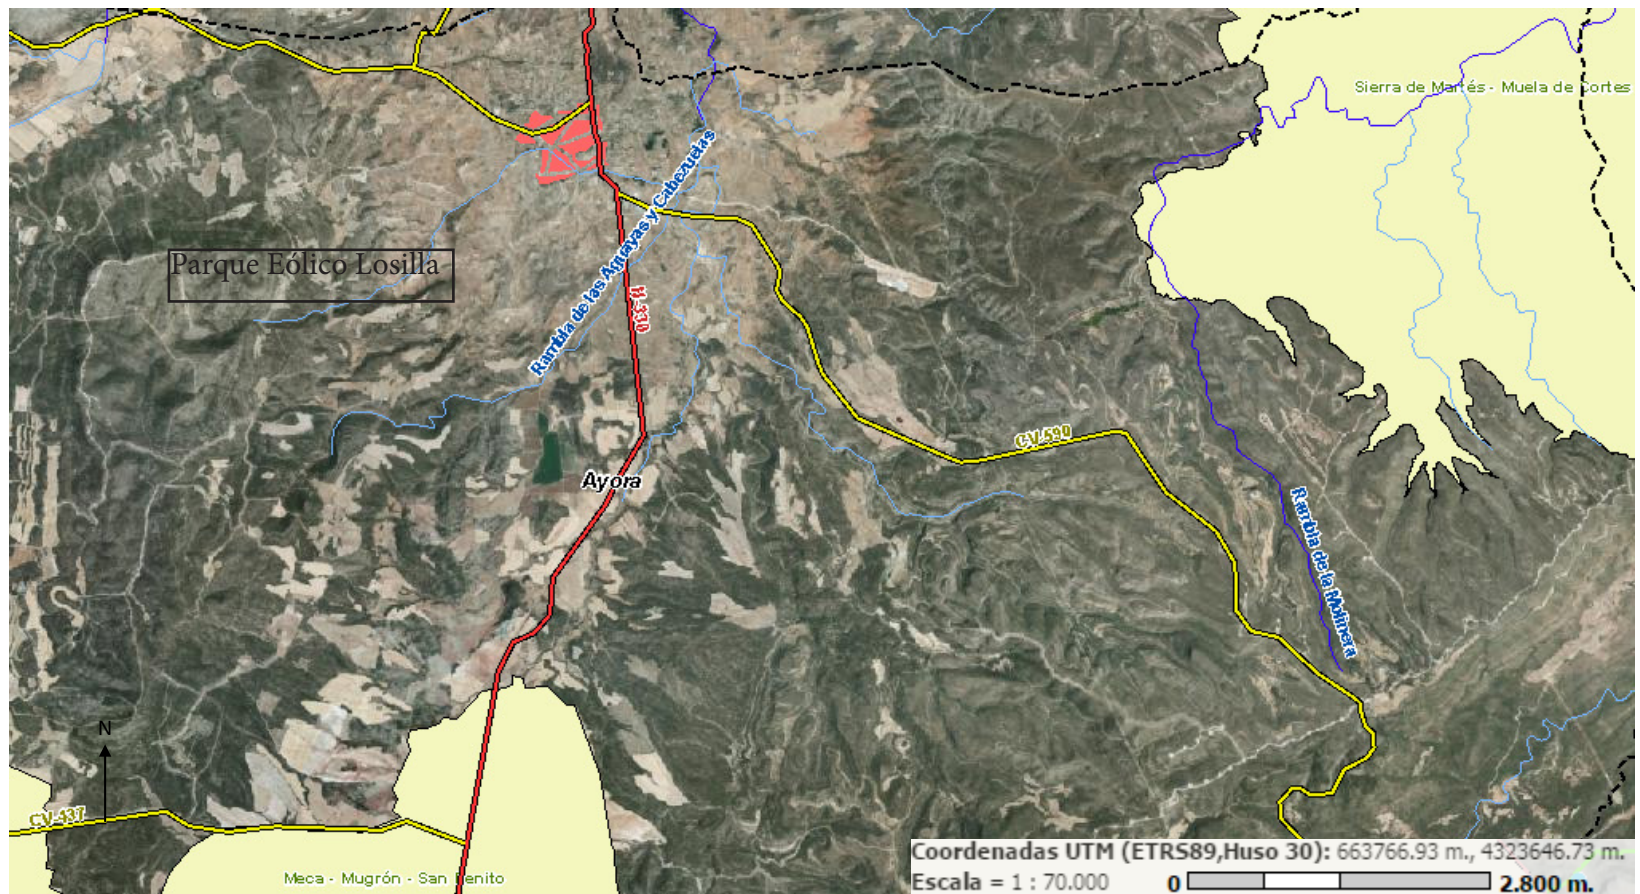 Sierra de Martés - Muela de Cortes
Rambla de las Aguayas y Cabezuelas
Parque Eólico Losilla
N-330
CV-590
Ayora
Rambla de la Molinera
N
CV-437
Meca - Mugrón - San Benito
Coordenadas UTM (ETRS89,Huso 30): 663766.93 m., 4323646.73 m.
Escala = 1 : 70.000 0 2.800 m.